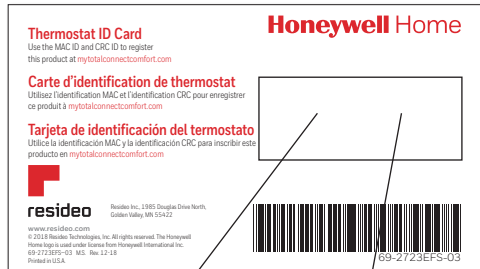 Honeywell Home
Thermostat ID Card
Use the MAC ID and CRC ID to register
this product at mytotalconnectcomfort.com
Carte d'identification de thermostat
Utilisez l'identification MAC et l'identification CRC pour enregistrer
ce produit à mytotalconnectcomfort.com
Tarjeta de identificación del termostato
Utilice la identificación MAC y la identificación CRC para inscribir este
producto en mytotalconnectcomfort.com
resideo
Resideo Inc., 1985 Douglas Drive North,
Golden Valley, MN 55422
www.resideo.com
© 2018 Resideo Technologies, Inc. All rights reserved. The Honeywell
Home logo is used under license from Honeywell International Inc.
69-2723EFS-03 M.S. Rev. 12-18
Printed in U.S.A.
69-2723EFS-03